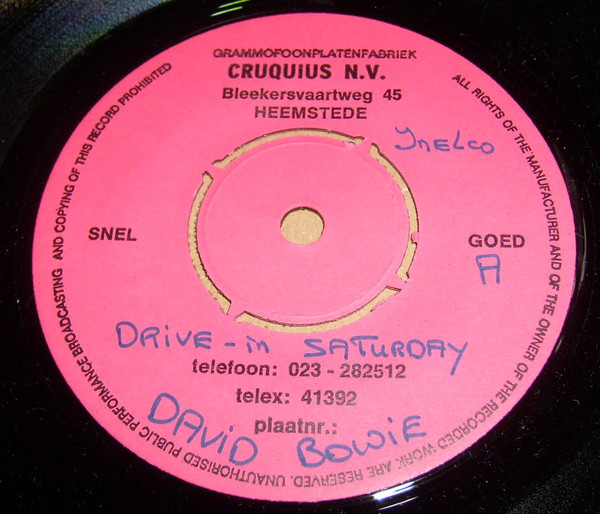 GRAMMOFOONPLATENFABRIEK
CRUQUIUS N.V.
Bleekersvaartweg 45
HEEMSTEDE
Inelco
SNEL
GOED
A
DRIVE-in SATURDAY
telefoon: 023-282512
telex: 41392
plaatnr.:
DAVID BOWIE
ALL RIGHTS OF THE MANUFACTURER AND OF THE OWNER OF THE RECORDED WORK ARE RESERVED. UNAUTHORISED PUBLIC PERFORMANCE BROADCASTING AND COPYING OF THIS RECORD PROHIBITED